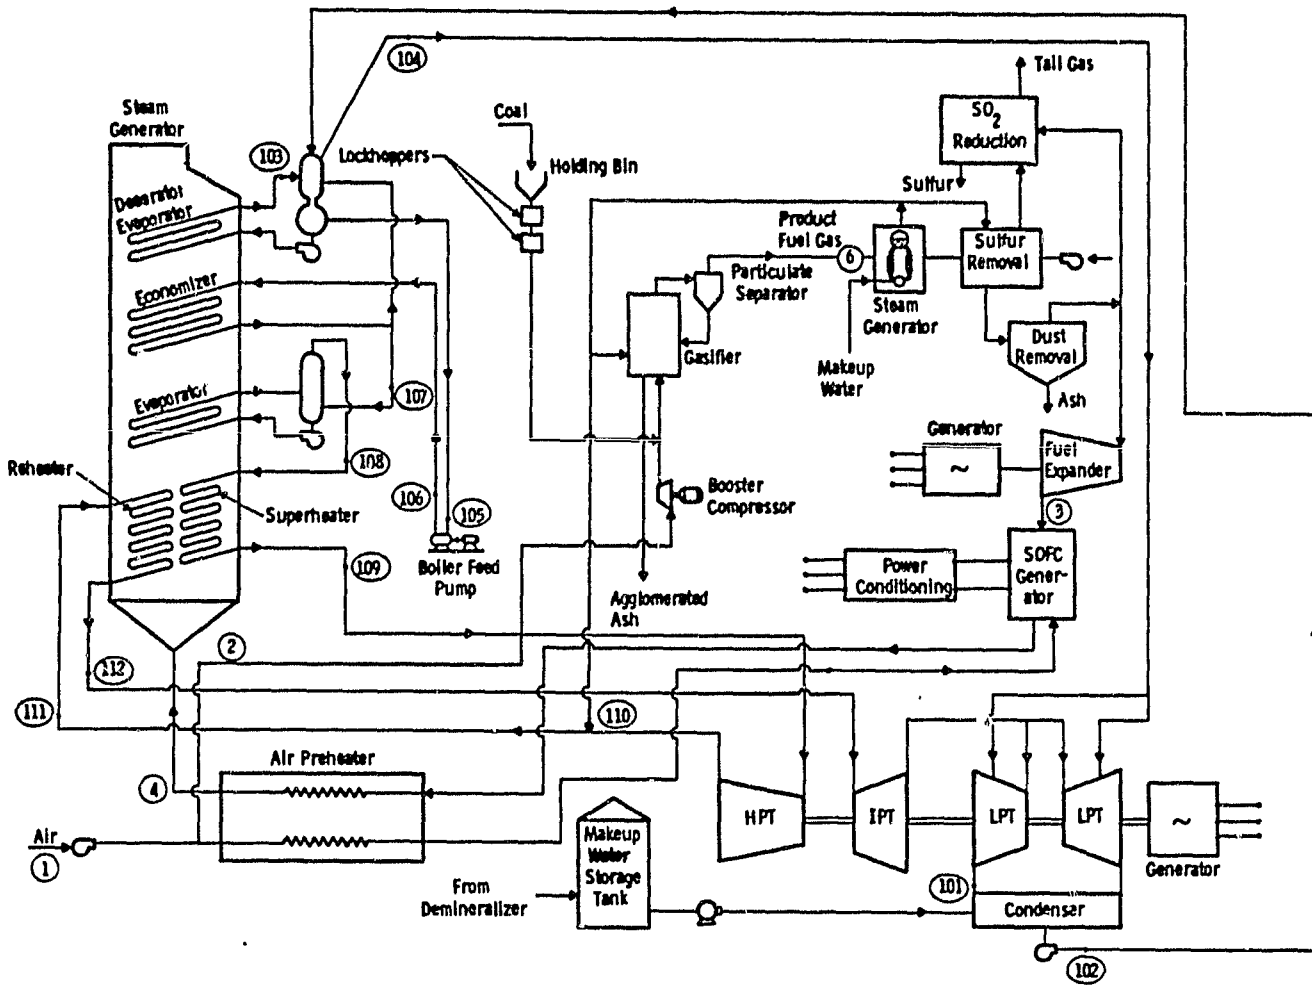 104
Tail Gas
Steam
Generator
Coal
SO2
Reduction
103
Lockhoppers
Holding Bin
Sulfur
Deaerator
Evaporator
Product
Fuel Gas
6
Sulfur
Removal
Particulate
Separator
Economizer
Steam
Generator
Gasifier
Dust
Removal
Makeup
Water
Ash
Evaporator
107
Generator
~
Fuel
Expander
Reheater
108
106
105
Booster
Compressor
3
Superheater
SOFC
Gener-
ator
109
Boiler Feed
Pump
Power
Conditioning
Agglomerated
Ash
2
112
111
110
Air Preheater
4
HPT
IPT
LPT
LPT
~
Generator
Air
1
Makeup
Water
Storage
Tank
From
Demineralizer
101
Condenser
102